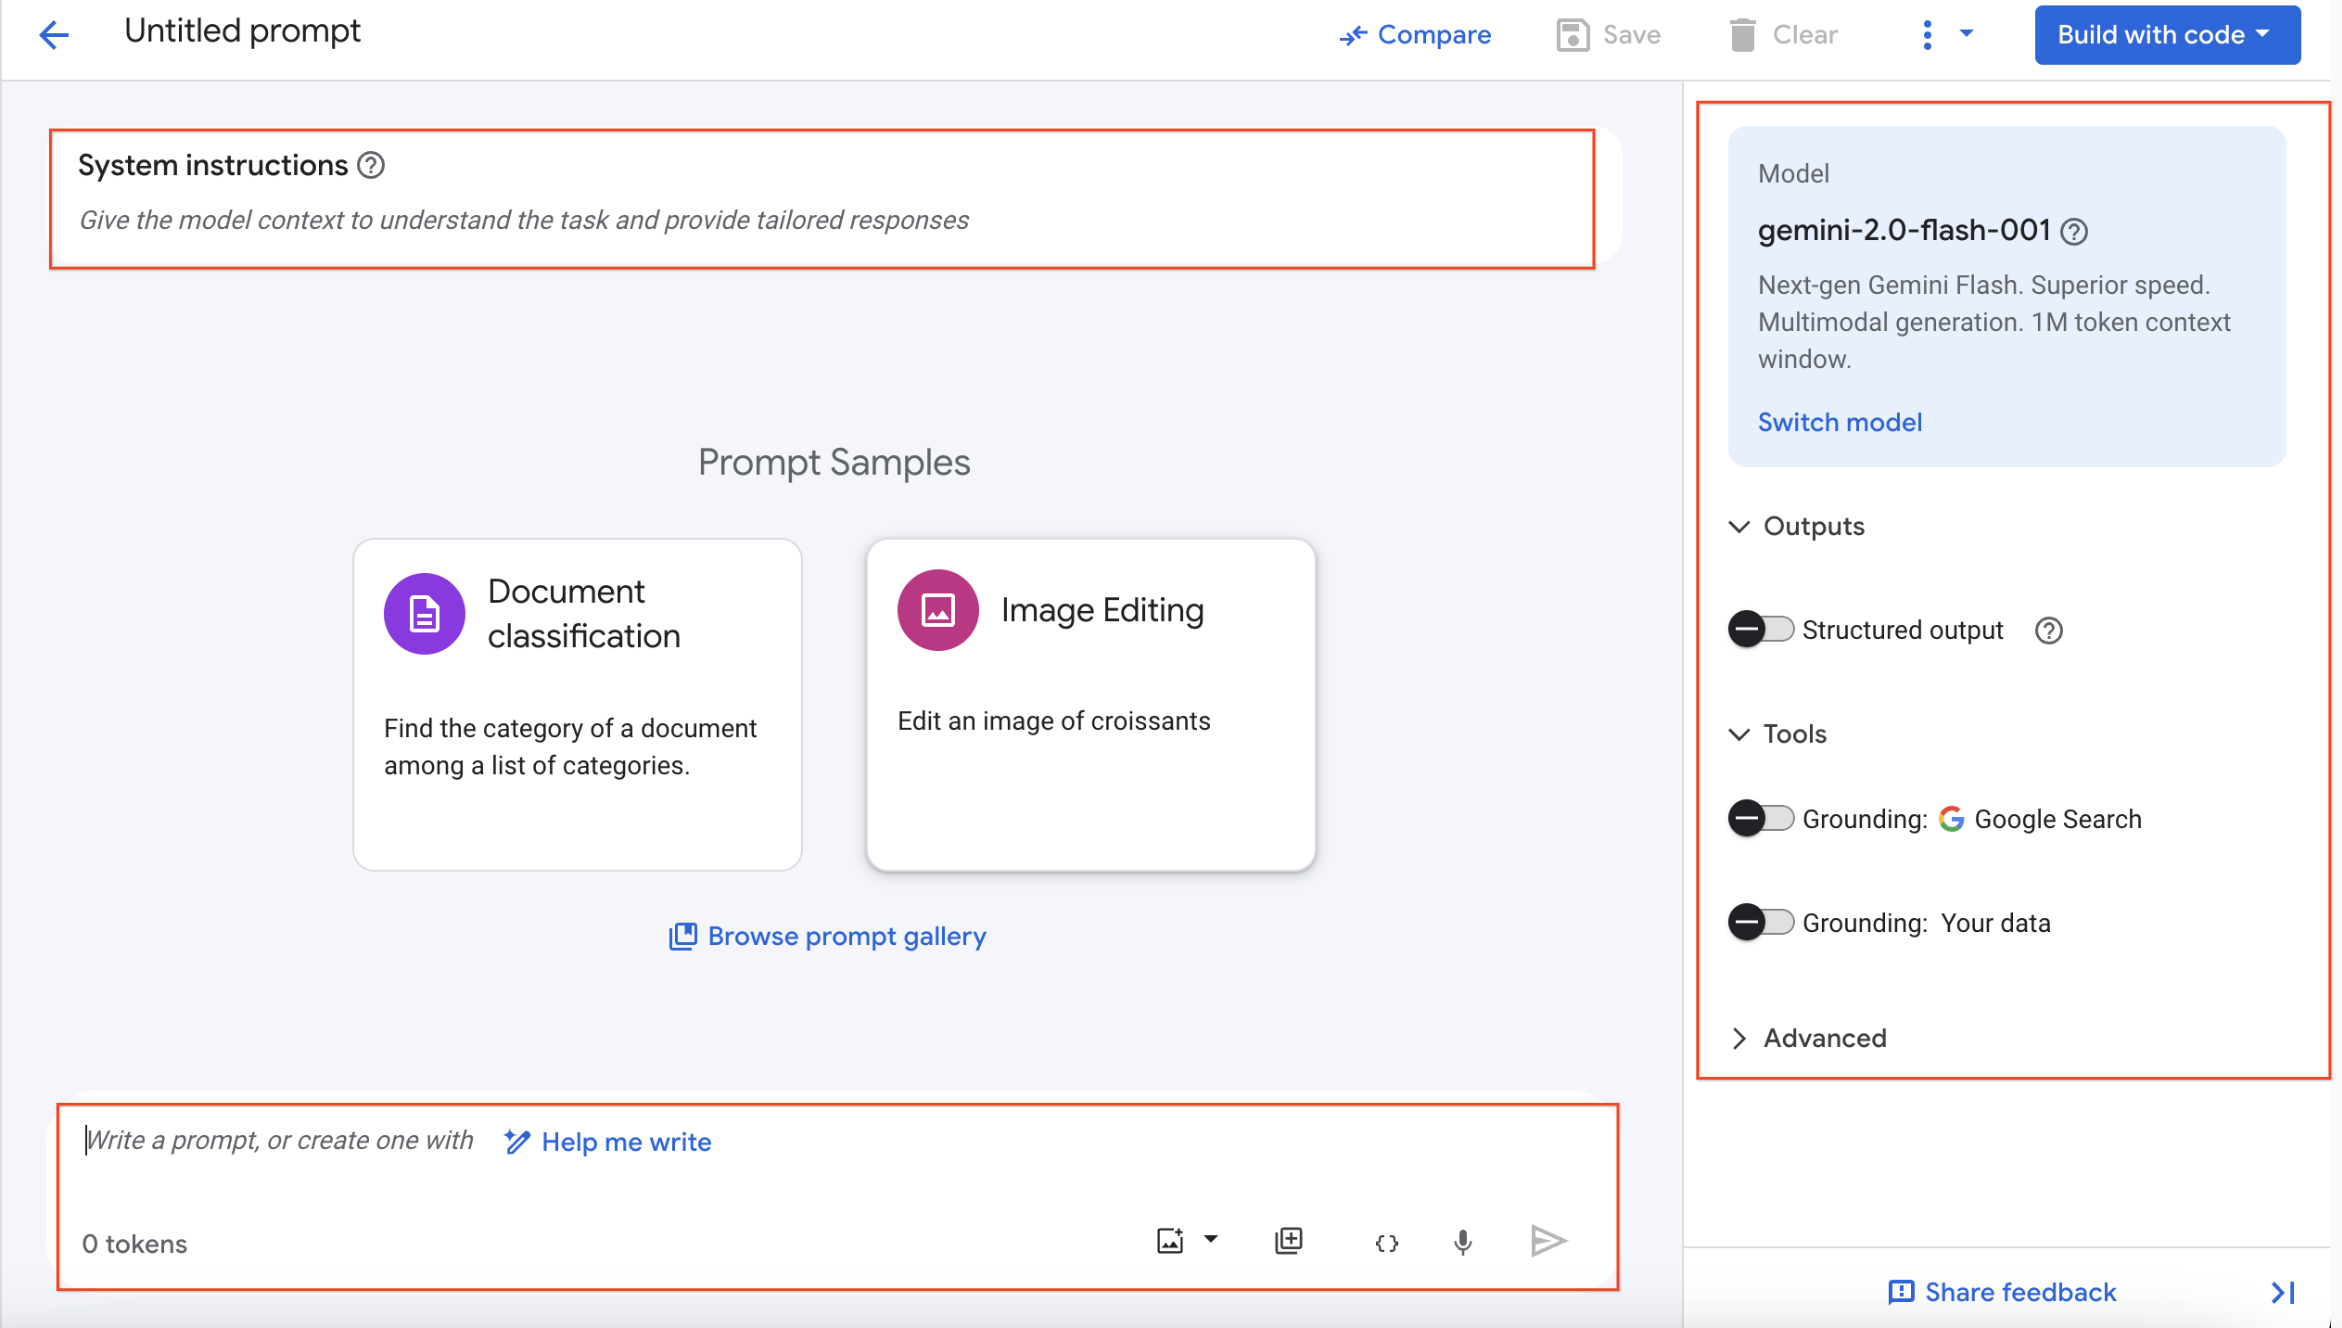 Untitled prompt
Compare
Save
Clear
Build with code
System instructions
Give the model context to understand the task and provide tailored responses
Prompt Samples
Document
classification
Find the category of a document
among a list of categories.
Image Editing
Edit an image of croissants
Browse prompt gallery
Write a prompt, or create one with Help me write
0 tokens
Model
gemini-2.0-flash-001
Next-gen Gemini Flash. Superior speed.
Multimodal generation. 1M token context
window.
Switch model
Outputs
Structured output
Tools
Grounding: Google Search
Grounding: Your data
Advanced
Share feedback